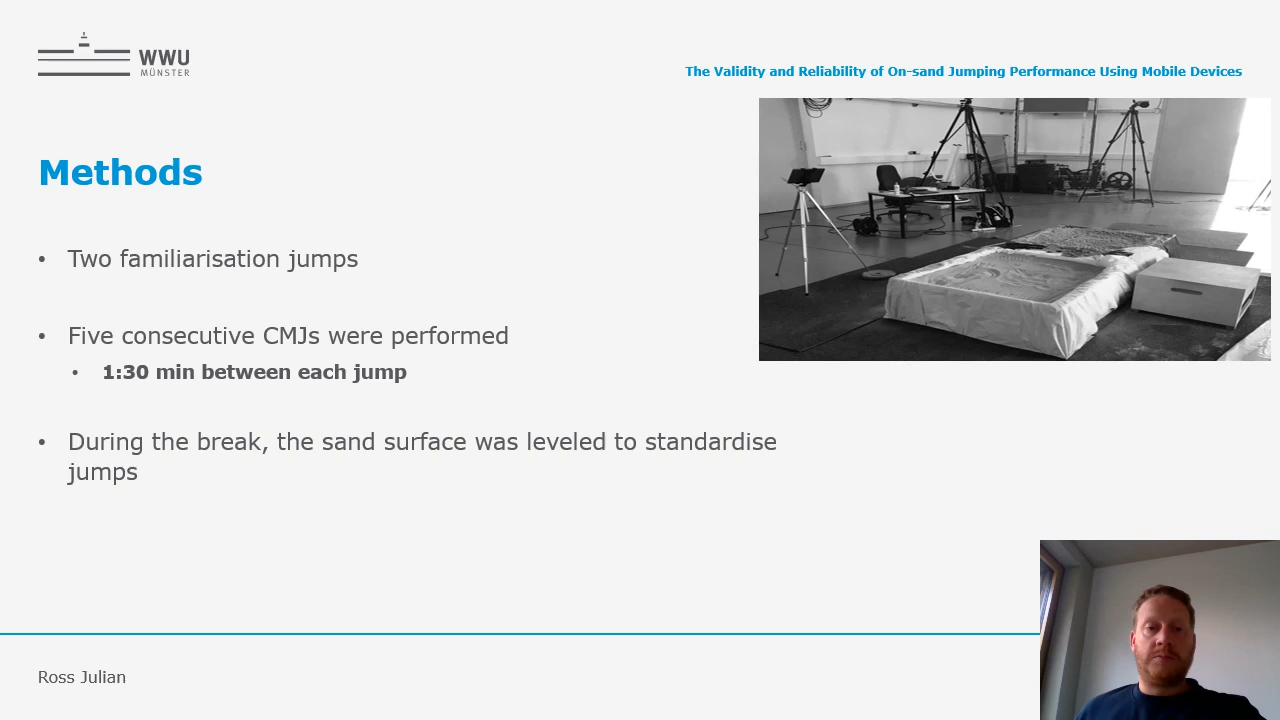 WWU
MÜNSTER
The Validity and Reliability of On-sand Jumping Performance Using Mobile Devices
Methods
• Two familiarisation jumps
• Five consecutive CMJs were performed
• 1:30 min between each jump
• During the break, the sand surface was leveled to standardise
jumps
Ross Julian